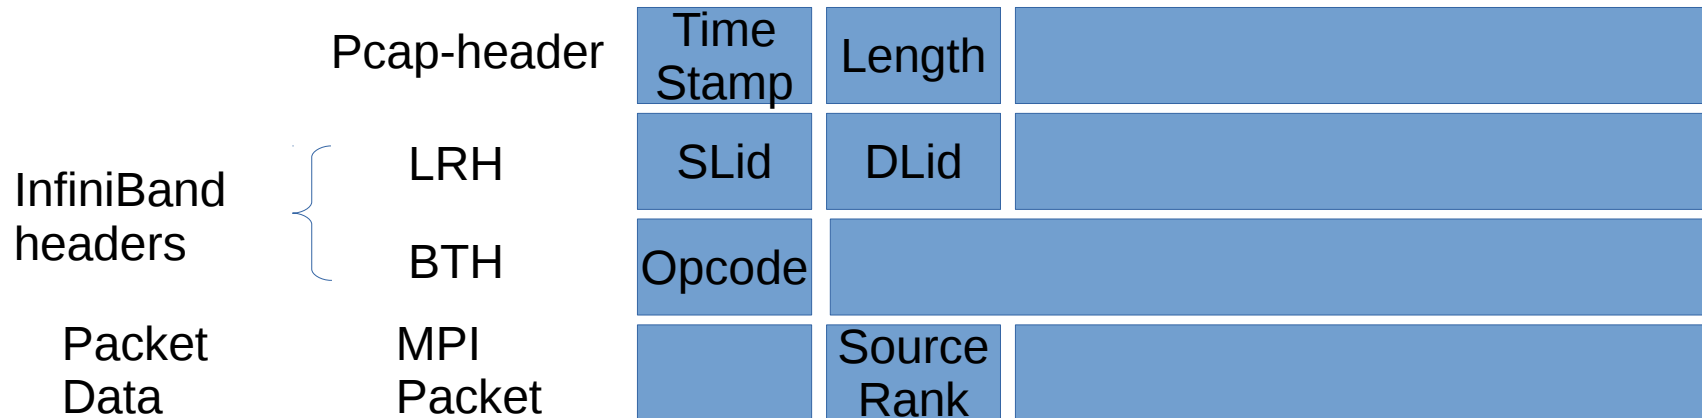 Pcap-header
Time
Stamp
Length
InfiniBand
headers
LRH
SLid
DLid
BTH
Opcode
Packet
Data
MPI
Packet
Source
Rank